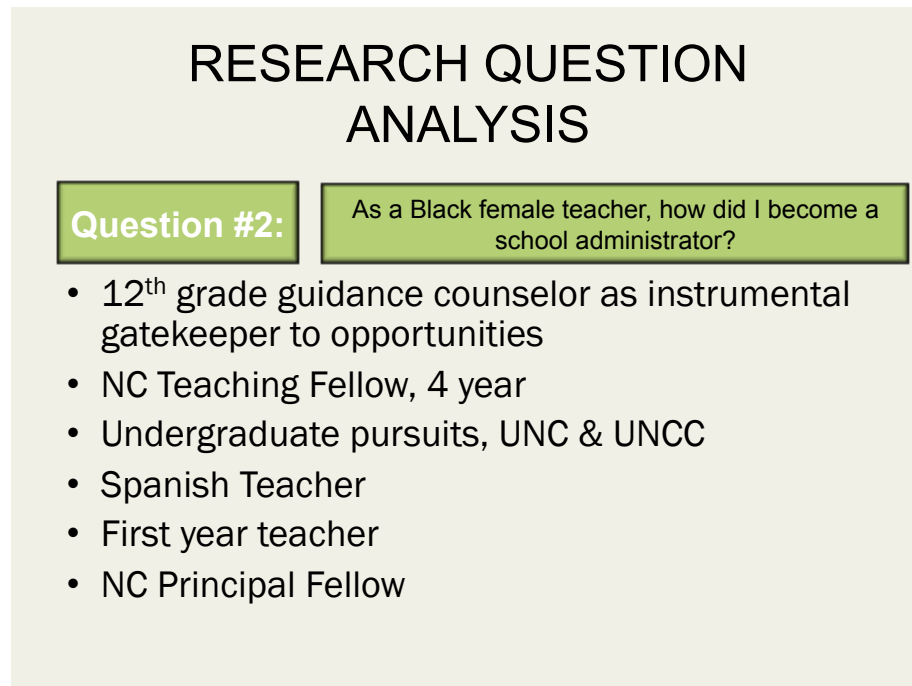 RESEARCH QUESTION
ANALYSIS
Question #2:
As a Black female teacher, how did I become a
school administrator?
• 12th grade guidance counselor as instrumental
gatekeeper to opportunities
• NC Teaching Fellow, 4 year
• Undergraduate pursuits, UNC & UNCC
• Spanish Teacher
• First year teacher
• NC Principal Fellow